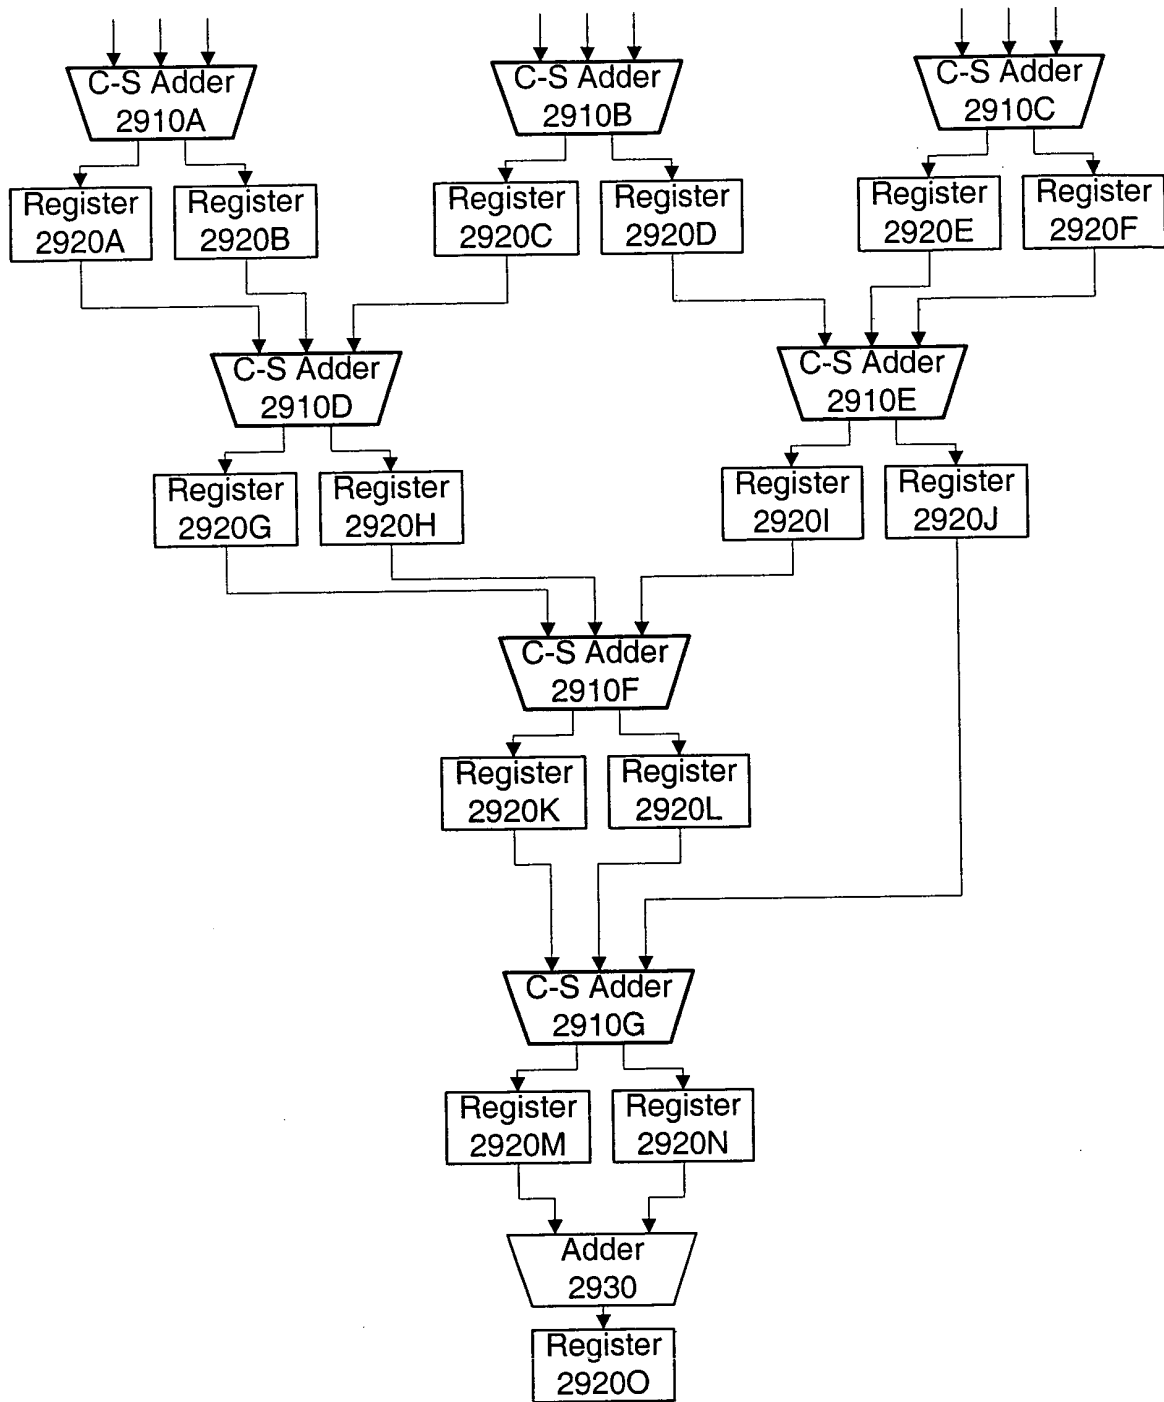 C-S Adder
2910A
C-S Adder
2910B
C-S Adder
2910C
Register
2920A
Register
2920B
Register
2920C
Register
2920D
Register
2920E
Register
2920F
C-S Adder
2910D
C-S Adder
2910E
Register
2920G
Register
2920H
Register
2920I
Register
2920J
C-S Adder
2910F
Register
2920K
Register
2920L
C-S Adder
2910G
Register
2920M
Register
2920N
Adder
2930
Register
2920O